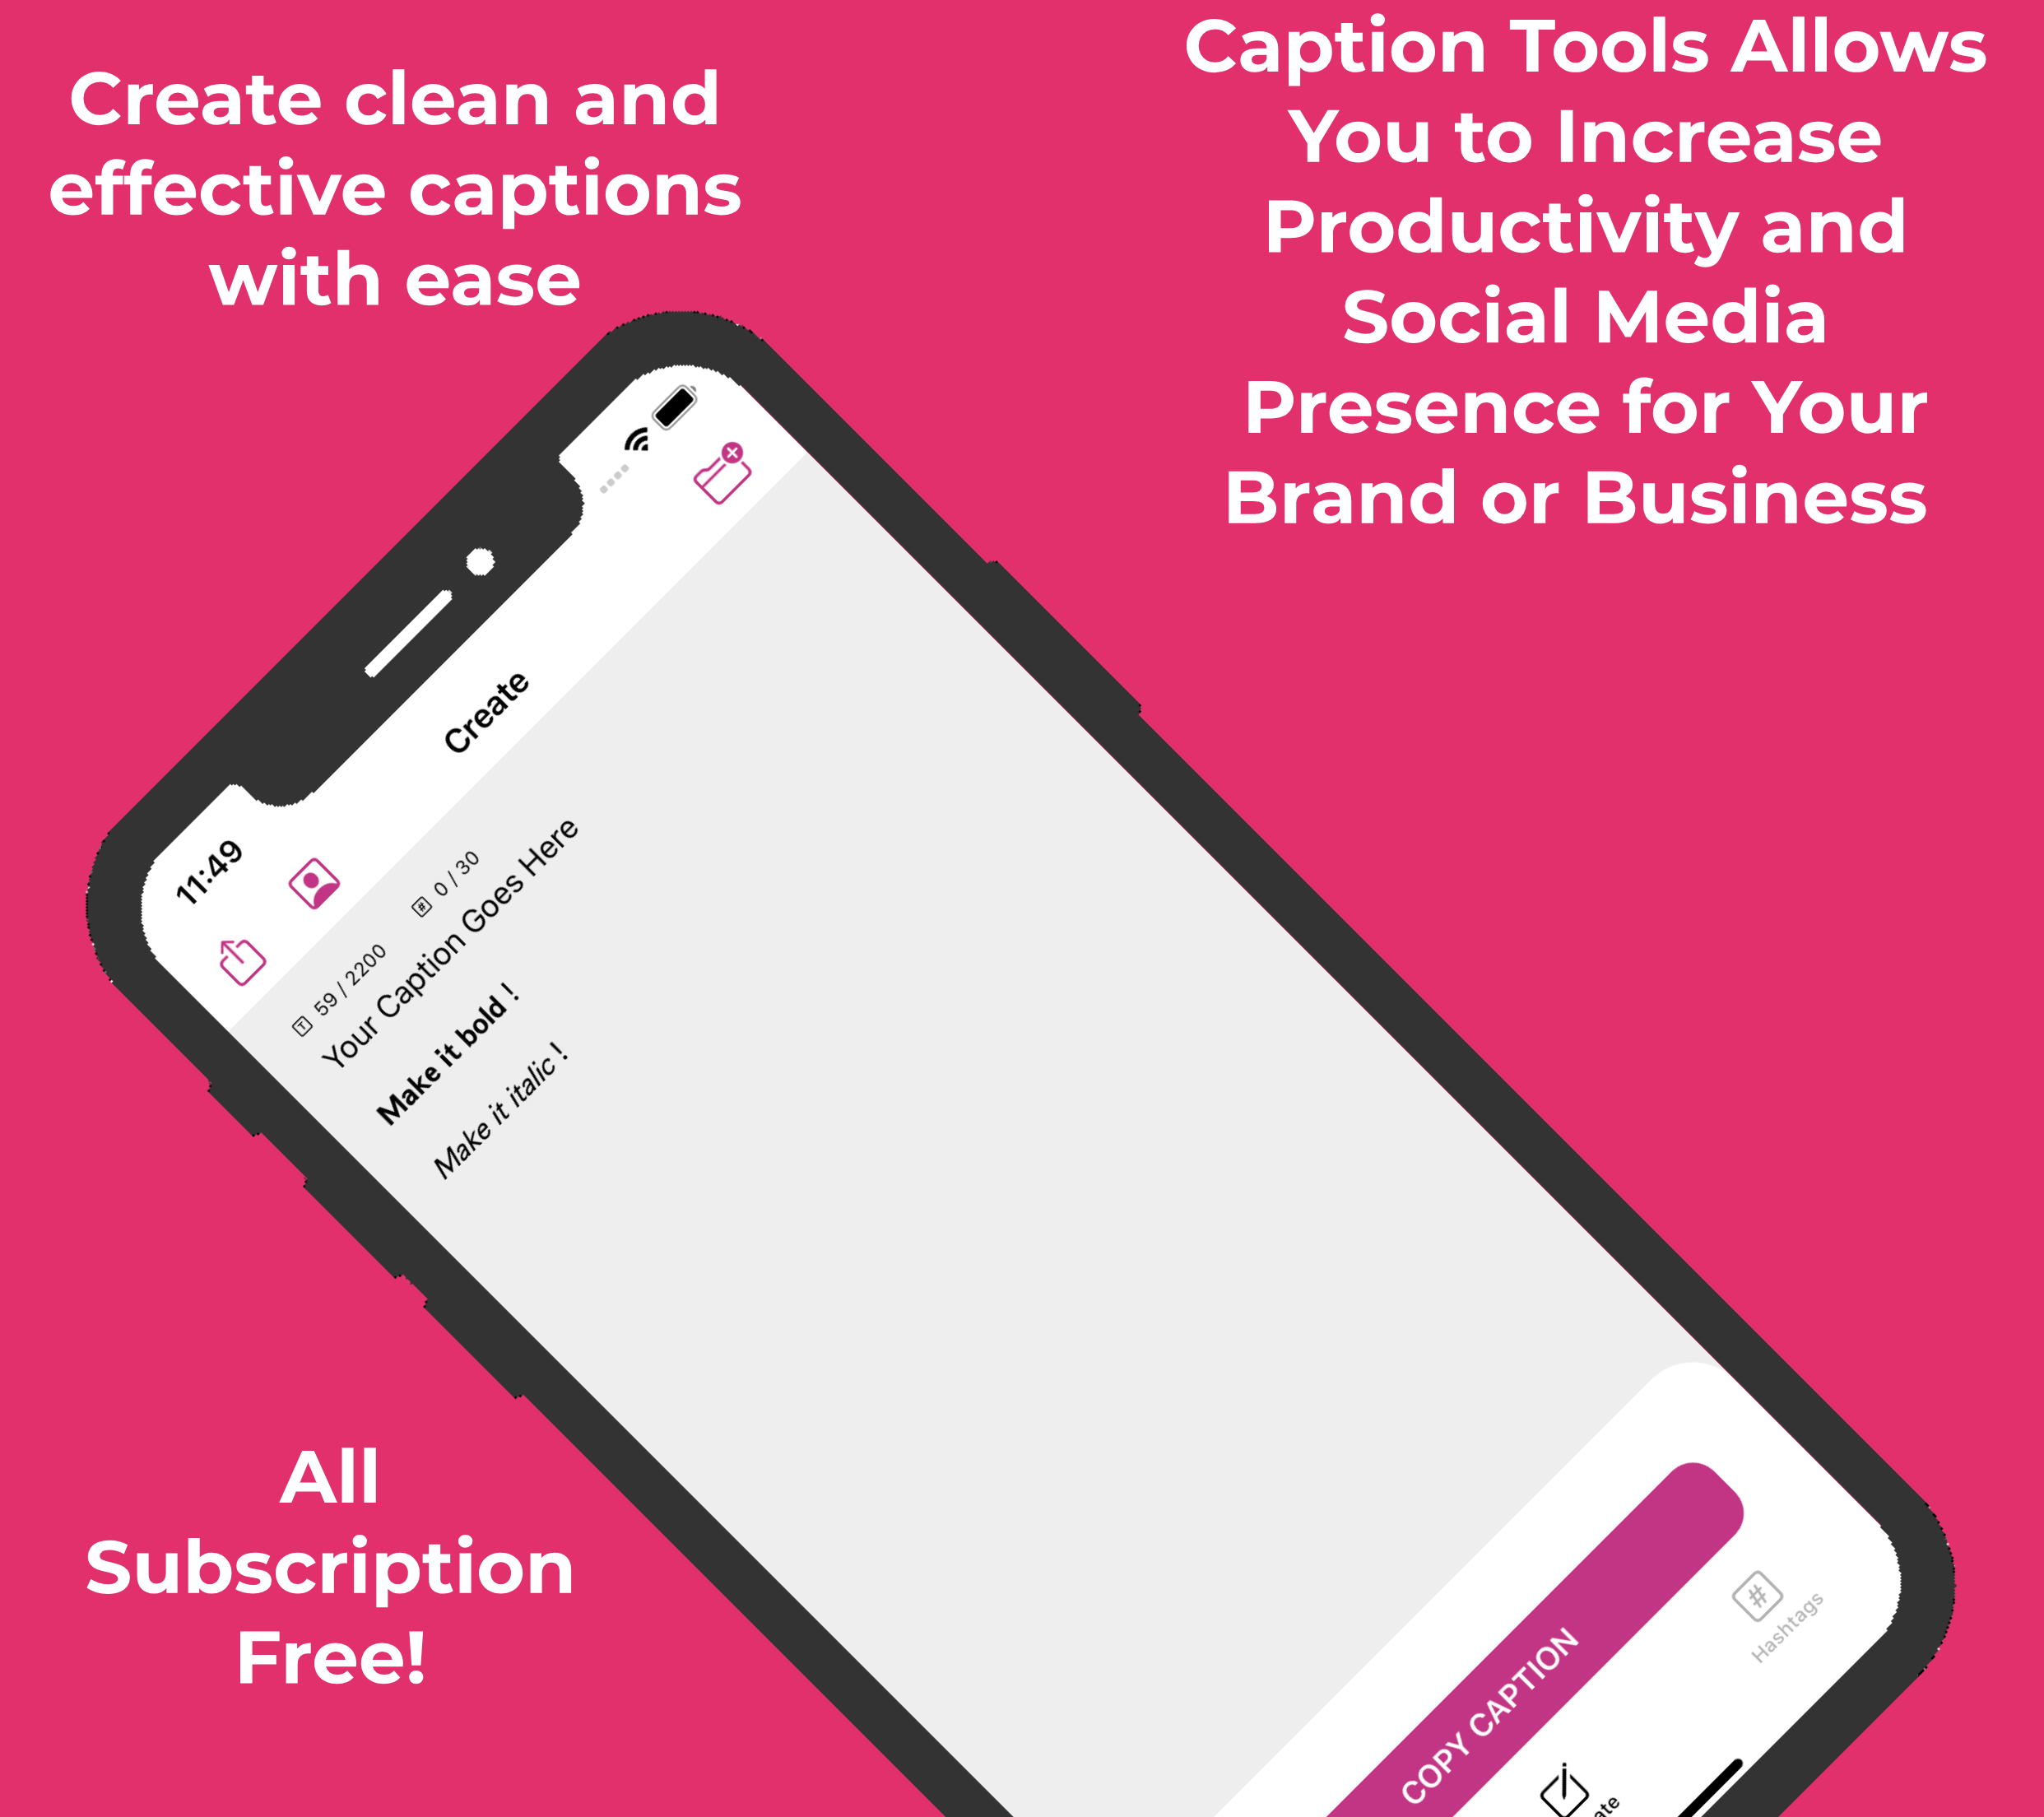 Create clean and
effective captions
with ease
Caption Tools Allows
You to Increase
Productivity and
Social Media
Presence for Your
Brand or Business
11:49
Create
T 59 / 2200 # 0 / 30
Your Caption Goes Here
Make it bold !
Make it italic !
COPY CAPTION
# Hashtags
All
Subscription
Free!